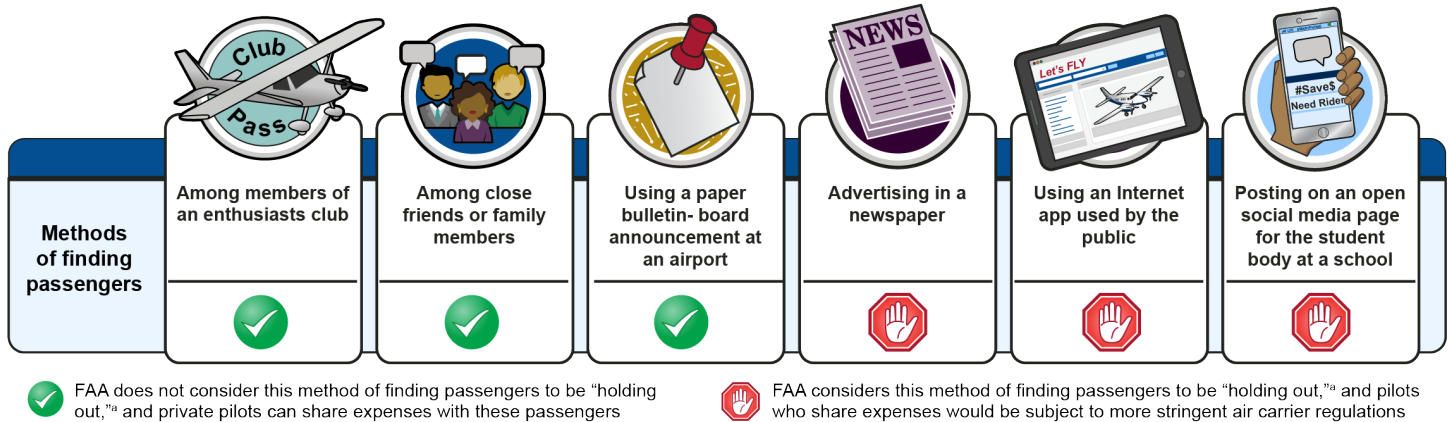 Club
Pass
NEWS
Let's FLY
#Save$
Need Rider
Methods
of finding
passengers
Among members of
an enthusiasts club
Among close
friends or family
members
Using a paper
bulletin- board
announcement at
an airport
Advertising in a
newspaper
Using an Internet
app used by the
public
Posting on an open
social media page
for the student
body at a school
FAA does not consider this method of finding passengers to be “holding
out,”ª and private pilots can share expenses with these passengers
FAA considers this method of finding passengers to be “holding out,”ª and pilots
who share expenses would be subject to more stringent air carrier regulations